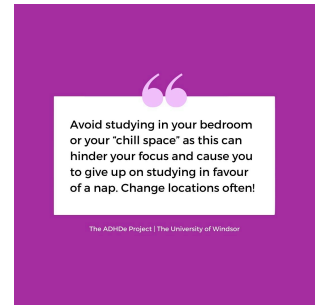 Avoid studying in your bedroom
or your "chill space" as this can
hinder your focus and cause you
to give up on studying in favour
of a nap. Change locations often!
The ADHDe Project | The University of Windsor